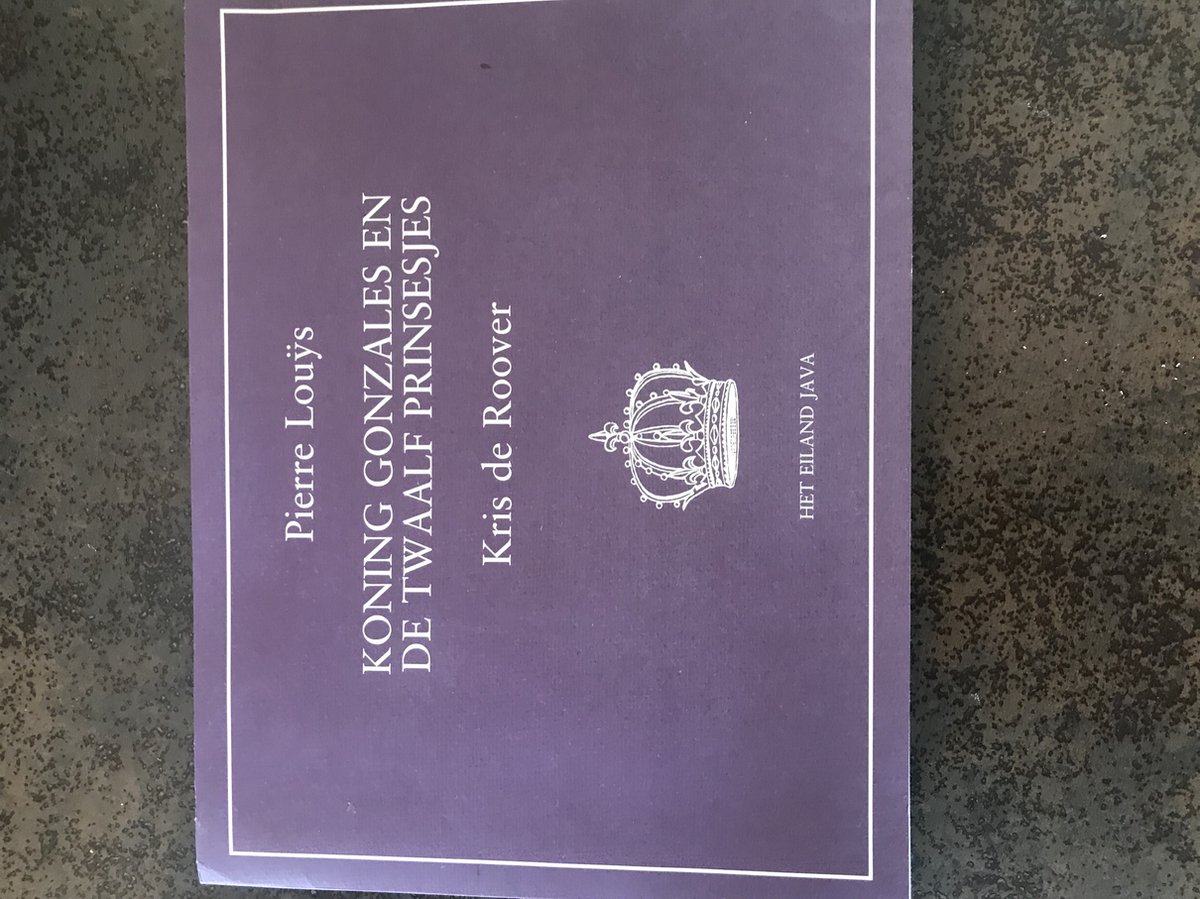 Pierre Louÿs
KONING GONZALES EN
DE TWAALF PRINSESJES
Kris de Roover
HET EILAND JAVA